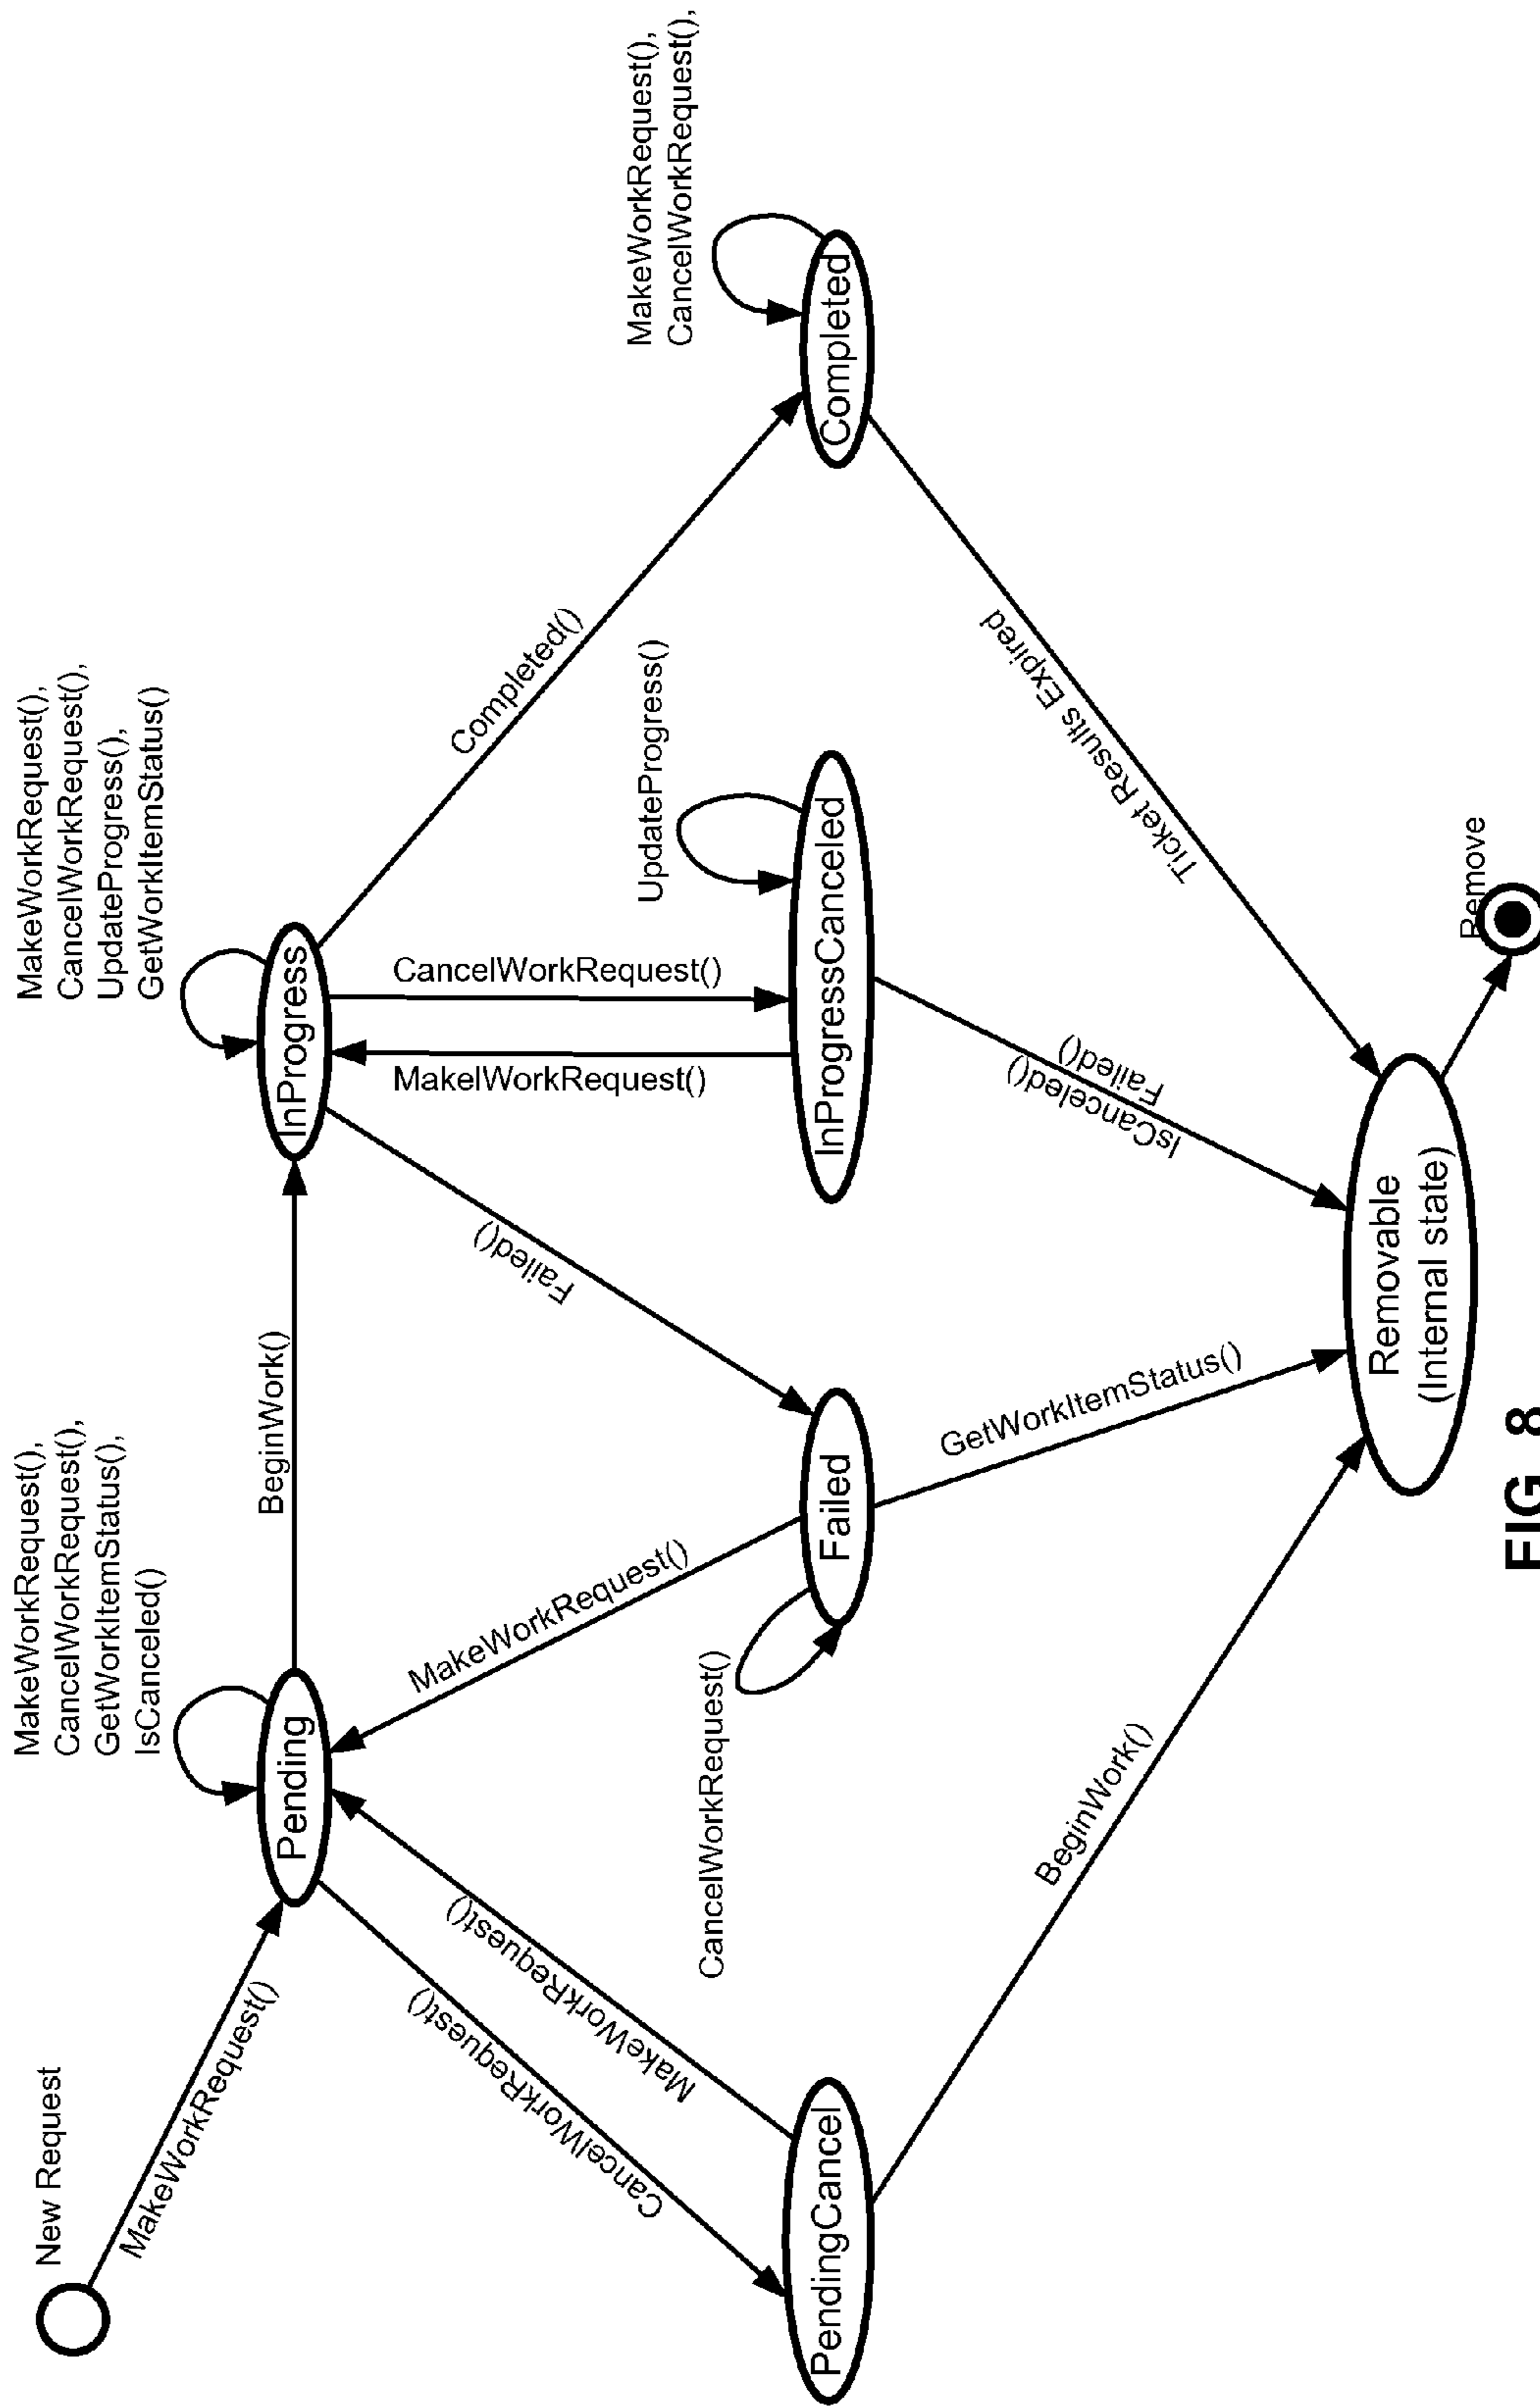 New Request
MakeWorkRequest()
MakeWorkRequest(),
CancelWorkRequest(),
GetWorkItemStatus(),
IsCanceled()
Pending
BeginWork()
MakeWorkRequest(),
CancelWorkRequest(),
UpdateProgress(),
GetWorkItemStatus()
InProgress
CancelWorkRequest()
MakeWorkRequest()
MakeWorkRequest()
Failed()
MakelWorkRequest()
CancelWorkRequest()
Completed()
CancelWorkRequest()
UpdateProgress()
MakeWorkRequest(),
CancelWorkRequest(),
PendingCancel
Failed
InProgressCanceled
Completed
BeginWork()
GetWorkItemStatus()
IsCanceled()
Failed()
Ticket Results Expired
Removable
(Internal state)
Remove
FIG. 8